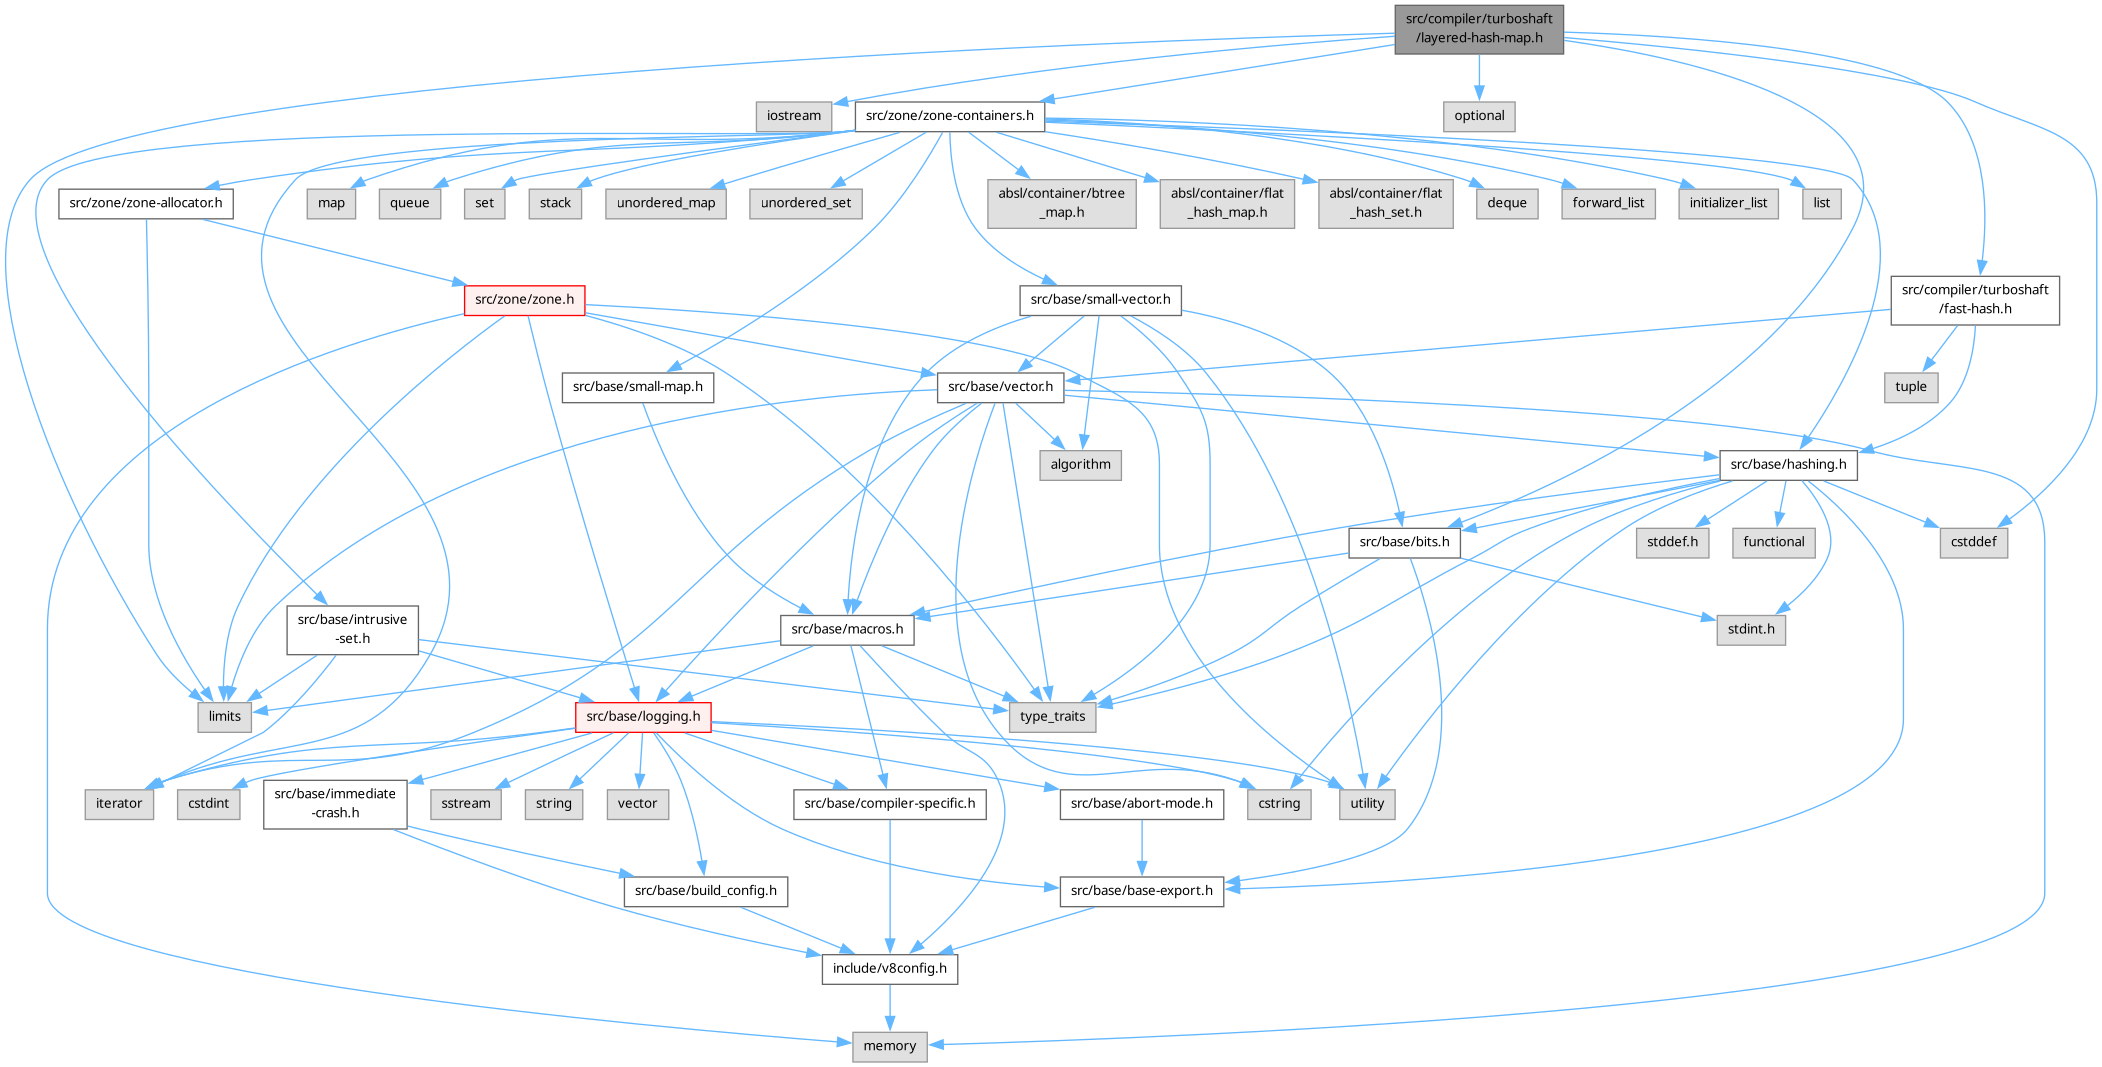 src/compiler/turboshaft
/layered-hash-map.h
iostream
src/zone/zone-containers.h
optional
src/zone/zone-allocator.h
map
queue
set
stack
unordered_map
unordered_set
absl/container/btree
_map.h
absl/container/flat
_hash_map.h
absl/container/flat
_hash_set.h
deque
forward_list
initializer_list
list
src/zone/zone.h
src/base/small-vector.h
src/compiler/turboshaft
/fast-hash.h
src/base/small-map.h
src/base/vector.h
tuple
algorithm
src/base/hashing.h
src/base/bits.h
stddef.h
functional
cstddef
src/base/intrusive
-set.h
src/base/macros.h
stdint.h
limits
src/base/logging.h
type_traits
iterator
cstdint
src/base/immediate
-crash.h
sstream
string
vector
src/base/compiler-specific.h
src/base/abort-mode.h
cstring
utility
src/base/build_config.h
src/base/base-export.h
include/v8config.h
memory